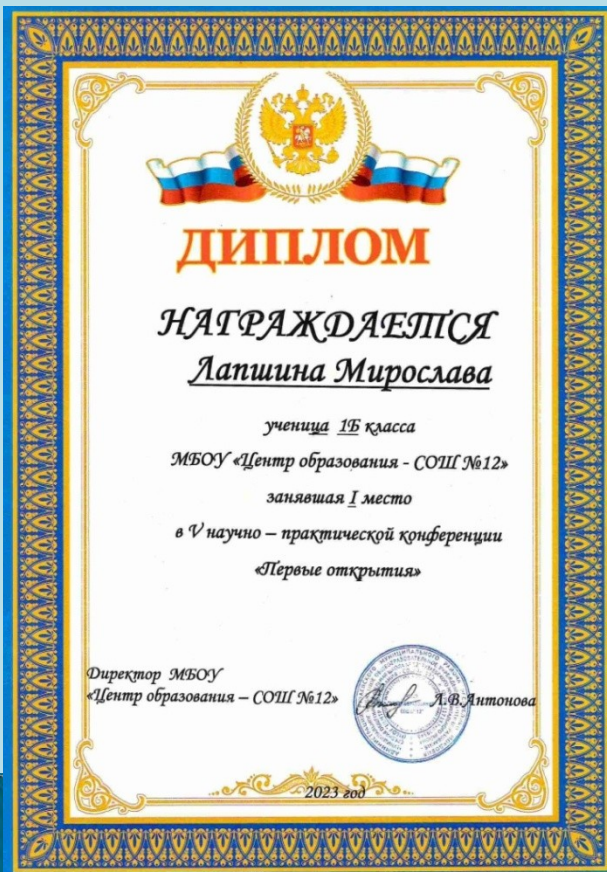 ДИПЛОМ
НАГРАЖДАЕТСЯ
Лапшина Мирослава
ученица 1Б класса
МБОУ «Центр образования - СОШ №12»
занявшая I место
в V научно – практической конференции
«Первые открытия»
Директор МБОУ
«Центр образования – СОШ №12»
Л.В.Антонова
2023 год